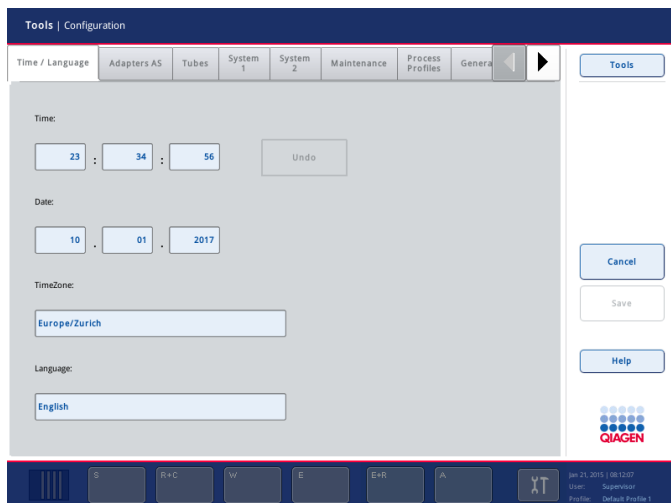 Tools | Configuration
Time / Language
Adapters AS
Tubes
System
1
System
2
Maintenance
Process
Profiles
Genera
Tools
Time:
23 : 34 : 56
Undo
Date:
10 . 01 . 2017
Cancel
TimeZone:
Save
Europe/Zurich
Help
Language:
English
QIAGEN
S
R+C
W
E
E+R
A
Jan 21, 2015 | 08:12:07
User: Supervisor
Profile: Default Profile 1